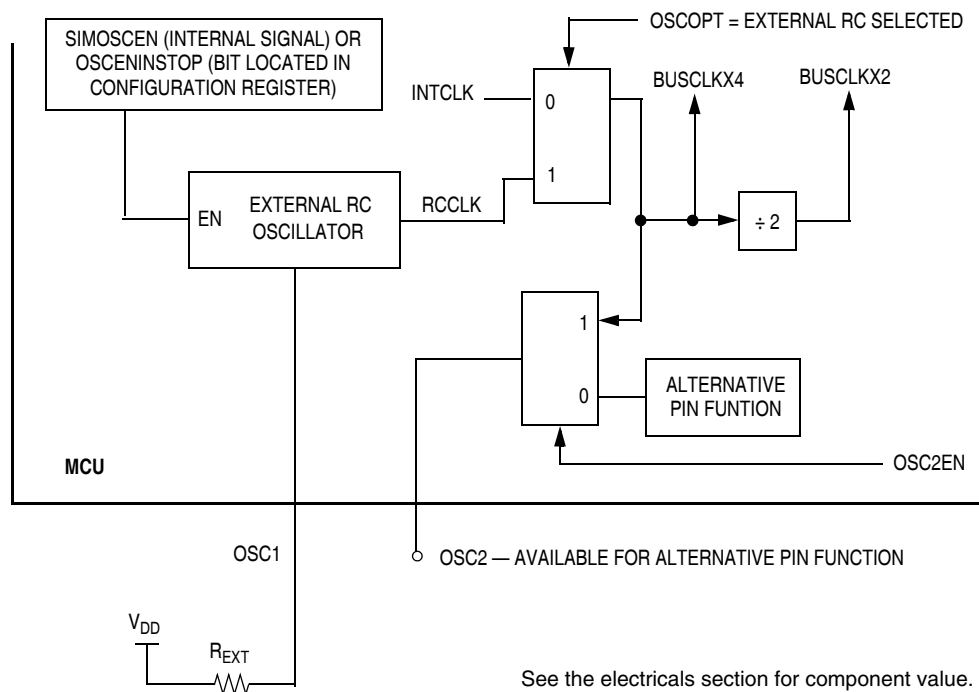 OSCOPT = EXTERNAL RC SELECTED
SIMOSCEN (INTERNAL SIGNAL) OR
OSCENINSTOP (BIT LOCATED IN
CONFIGURATION REGISTER)
INTCLK
0
1
BUSCLKX4
BUSCLKX2
EN
EXTERNAL RC
OSCILLATOR
RCCLK
÷ 2
1
0
ALTERNATIVE
PIN FUNTION
MCU
OSC2EN
OSC1
OSC2 — AVAILABLE FOR ALTERNATIVE PIN FUNCTION
VDD
REXT
See the electricals section for component value.